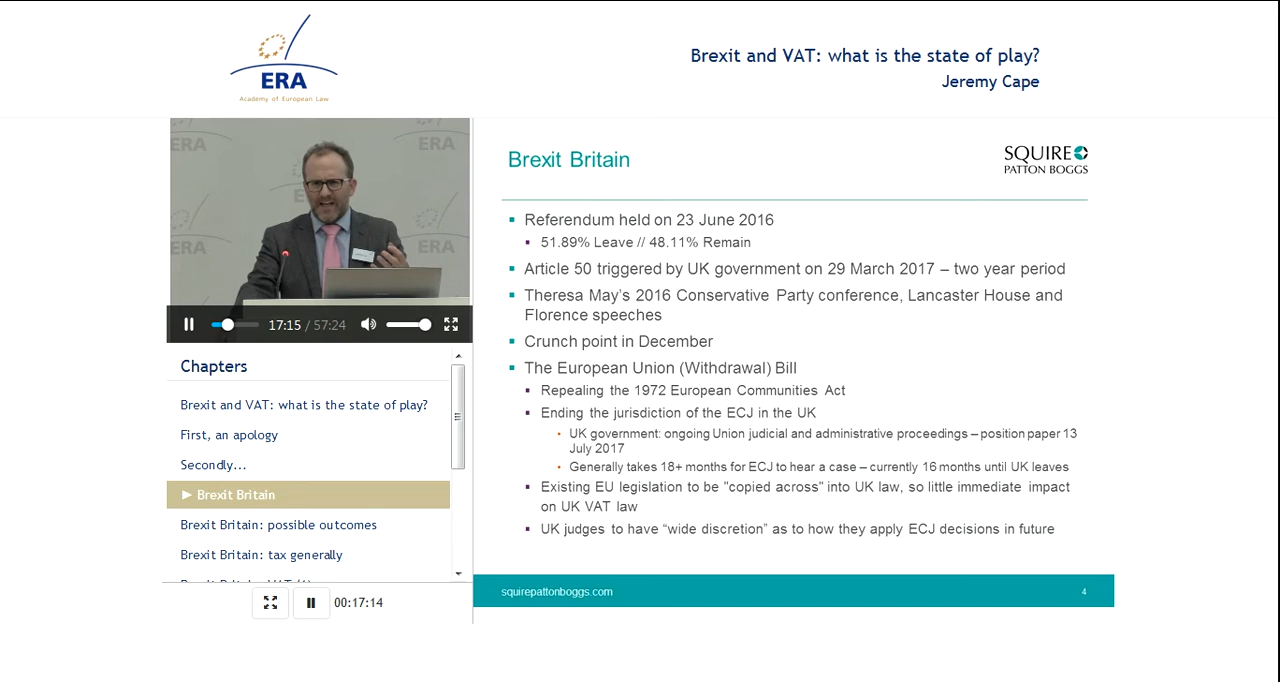 ERA
Academy of European Law
Brexit and VAT: what is the state of play?
Jeremy Cape
ERA
ERA
ERA
ERA
17:15 / 57:24
Chapters
Brexit and VAT: what is the state of play?
First, an apology
Secondly...
► Brexit Britain
Brexit Britain: possible outcomes
Brexit Britain: tax generally
00:17:14
Brexit Britain
SQUIRE
PATTON BOGGS
Referendum held on 23 June 2016
51.89% Leave // 48.11% Remain
Article 50 triggered by UK government on 29 March 2017 – two year period
Theresa May's 2016 Conservative Party conference, Lancaster House and
Florence speeches
Crunch point in December
The European Union (Withdrawal) Bill
Repealing the 1972 European Communities Act
Ending the jurisdiction of the ECJ in the UK
UK government: ongoing Union judicial and administrative proceedings – position paper 13
July 2017
Generally takes 18+ months for ECJ to hear a case – currently 16 months until UK leaves
Existing EU legislation to be "copied across" into UK law, so little immediate impact
on UK VAT law
UK judges to have “wide discretion” as to how they apply ECJ decisions in future
squirepattonboggs.com
4